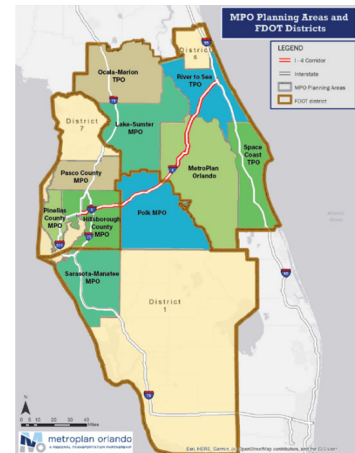 MPO Planning Areas and
FDOT Districts
LEGEND
I - 4 Corridor
Interstate
MPO Planning Areas
FDOT district
District
Ocala-Marion
TPO
River to Sea
TPO
District
7
Lake-Sumter
MPO
Space
Coast
TPO
Pasco County
MPO
MetroPlan
Orlando
Pinellas
County
MPO
Hillsborough
County
MPO
Polk MPO
Sarasota-Manatee
MPO
District
1
N
metroplan orlando
A REGIONAL TRANSPORTATION PARTNERSHIP
Esri, HERE, Garmin, (c) OpenStreetMap contributors, and the GIS user